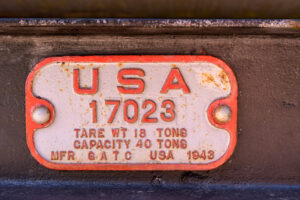 USA
17023
TARE WT 18 TONS
CAPACITY 40 TONS
MFR. G.A.T.C. USA 1943